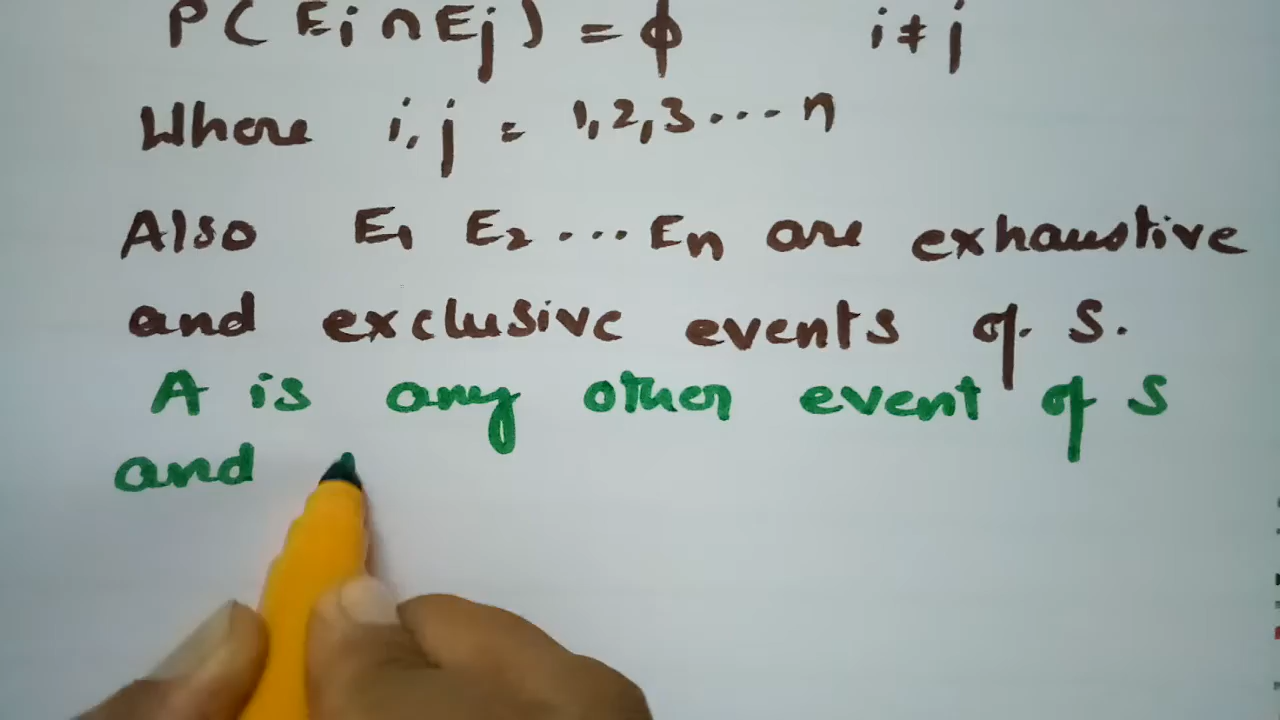 P( Ei ∩ Ej ) = ϕ i ≠ j
Where i, j = 1,2,3...n
Also E1 E2 ... En are exhaustive
and exclusive events of S.
A is any other event of S
and